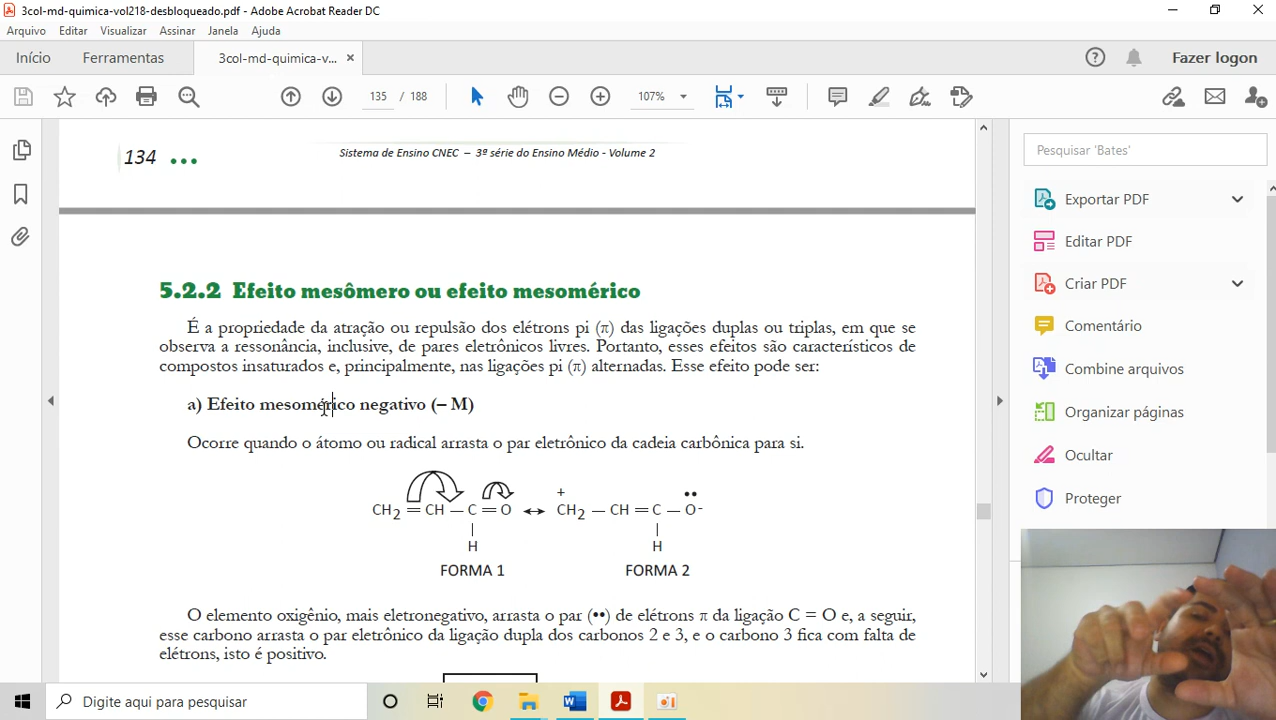 3col-md-quimica-vol218-desbloqueado.pdf - Adobe Acrobat Reader DC
Arquivo Editar Visualizar Assinar Janela Ajuda
Início Ferramentas 3col-md-quimica-v... × Fazer logon
135 / 188 107%
134 •••
Sistema de Ensino CNEC – 3ª série do Ensino Médio - Volume 2
5.2.2 Efeito mesômero ou efeito mesomérico
É a propriedade da atração ou repulsão dos elétrons pi (π) das ligações duplas ou triplas, em que se
observa a ressonância, inclusive, de pares eletrônicos livres. Portanto, esses efeitos são característicos de
compostos insaturados e, principalmente, nas ligações pi (π) alternadas. Esse efeito pode ser:
a) Efeito mesomérico negativo (– M)
Ocorre quando o átomo ou radical arrasta o par eletrônico da cadeia carbônica para si.
+ ••
CH2 = CH — C = O ↔ CH2 — CH = C — O -
| |
H H
FORMA 1 FORMA 2
O elemento oxigênio, mais eletronegativo, arrasta o par (••) de elétrons π da ligação C = O e, a seguir,
esse carbono arrasta o par eletrônico da ligação dupla dos carbonos 2 e 3, e o carbono 3 fica com falta de
elétrons, isto é positivo.
Pesquisar 'Bates'
Exportar PDF
Editar PDF
Criar PDF
Comentário
Combine arquivos
Organizar páginas
Ocultar
Proteger
Digite aqui para pesquisar